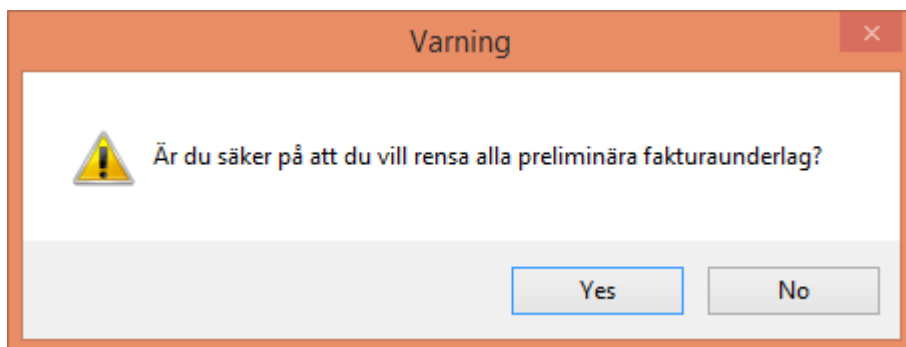 Varning
Är du säker på att du vill rensa alla preliminära fakturaunderlag?
Yes
No